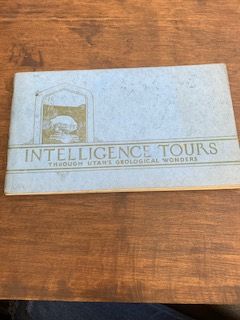 INTELLIGENCE TOURS
THROUGH UTAH'S GEOLOGICAL WONDERS